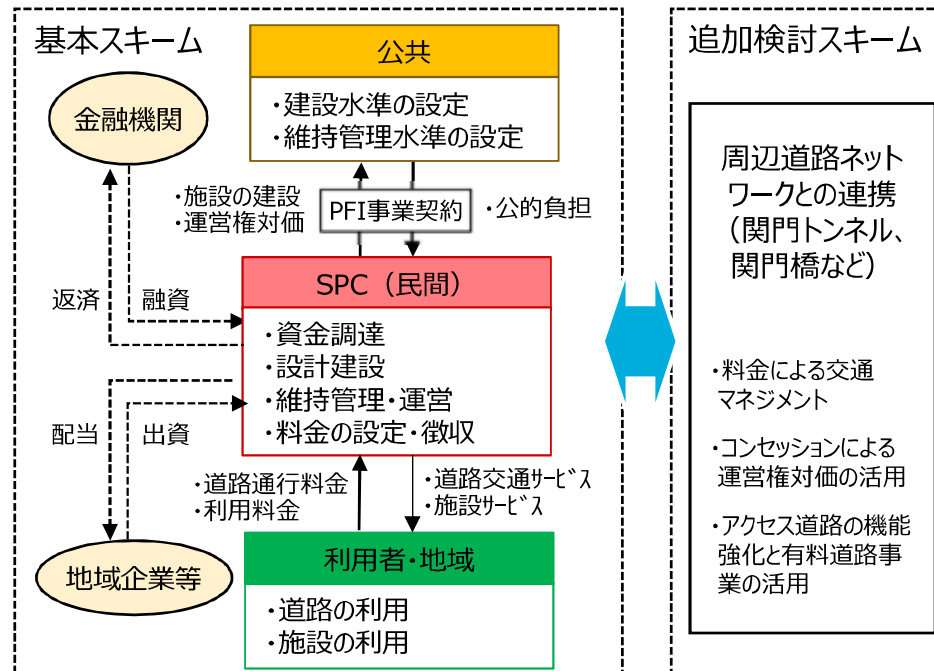 基本スキーム
公共
・建設水準の設定
・維持管理水準の設定
金融機関
・施設の建設
・運営権対価
PFI事業契約
・公的負担
SPC（民間）
・資金調達
・設計建設
・維持管理・運営
・料金の設定・徴収
返済
融資
配当
出資
・道路通行料金
・利用料金
・道路交通サービス
・施設サービス
地域企業等
利用者・地域
・道路の利用
・施設の利用
追加検討スキーム
周辺道路ネット
ワークとの連携
（関門トンネル、
関門橋など）
・料金による交通
マネジメント
・コンセッションによる
運営権対価の活用
・アクセス道路の機能
強化と有料道路事
業の活用